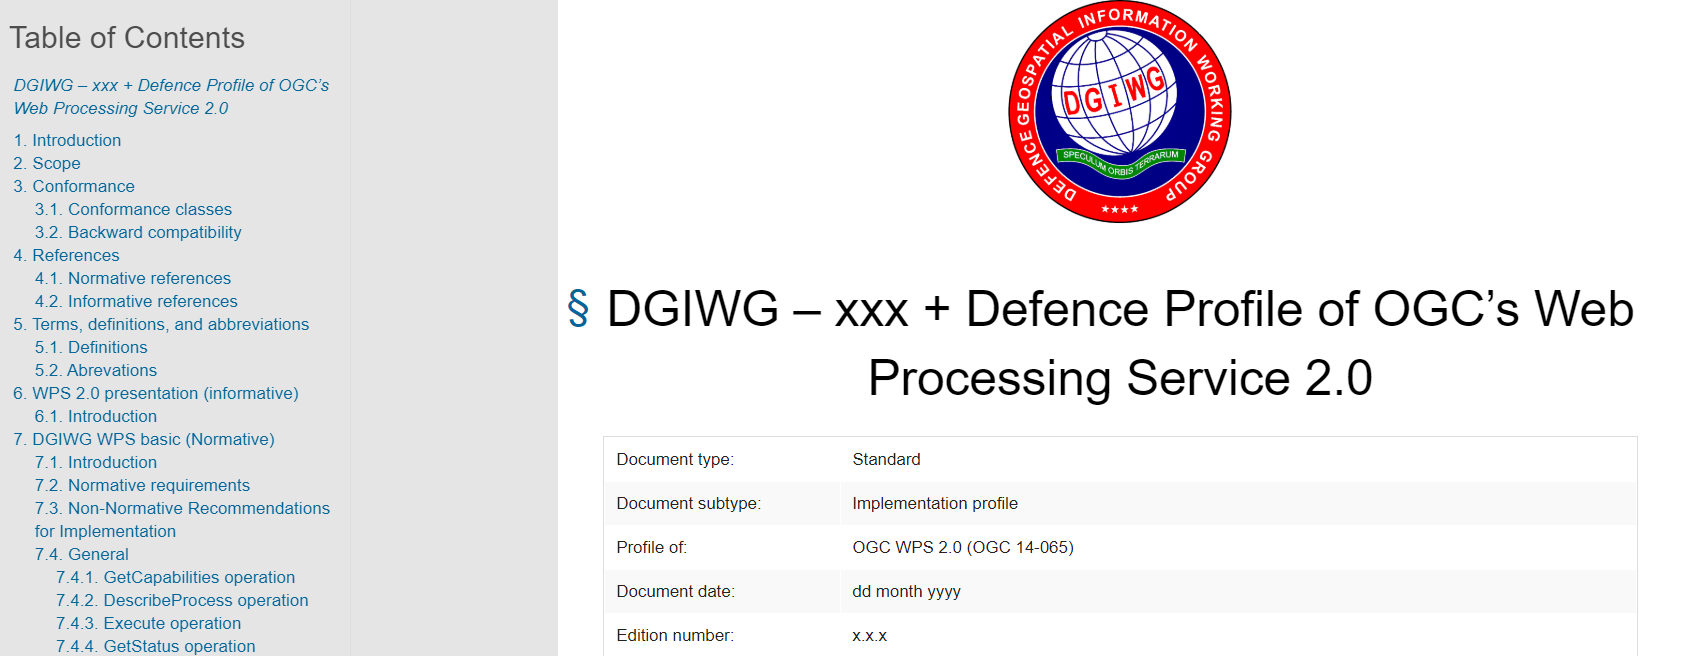 Table of Contents
DGIWG – xxx + Defence Profile of OGC’s
Web Processing Service 2.0
1. Introduction
2. Scope
3. Conformance
3.1. Conformance classes
3.2. Backward compatibility
4. References
4.1. Normative references
4.2. Informative references
5. Terms, definitions, and abbreviations
5.1. Definitions
5.2. Abrevations
6. WPS 2.0 presentation (informative)
6.1. Introduction
7. DGIWG WPS basic (Normative)
7.1. Introduction
7.2. Normative requirements
7.3. Non-Normative Recommendations
for Implementation
7.4. General
7.4.1. GetCapabilities operation
7.4.2. DescribeProcess operation
7.4.3. Execute operation
7.4.4. GetStatus operation
DEFENCE GEOSPATIAL INFORMATION WORKING GROUP
DGIWG
SPECULUM ORBIS TERRARUM
§ DGIWG – xxx + Defence Profile of OGC’s Web
Processing Service 2.0
Document type: Standard
Document subtype: Implementation profile
Profile of: OGC WPS 2.0 (OGC 14-065)
Document date: dd month yyyy
Edition number: x.x.x